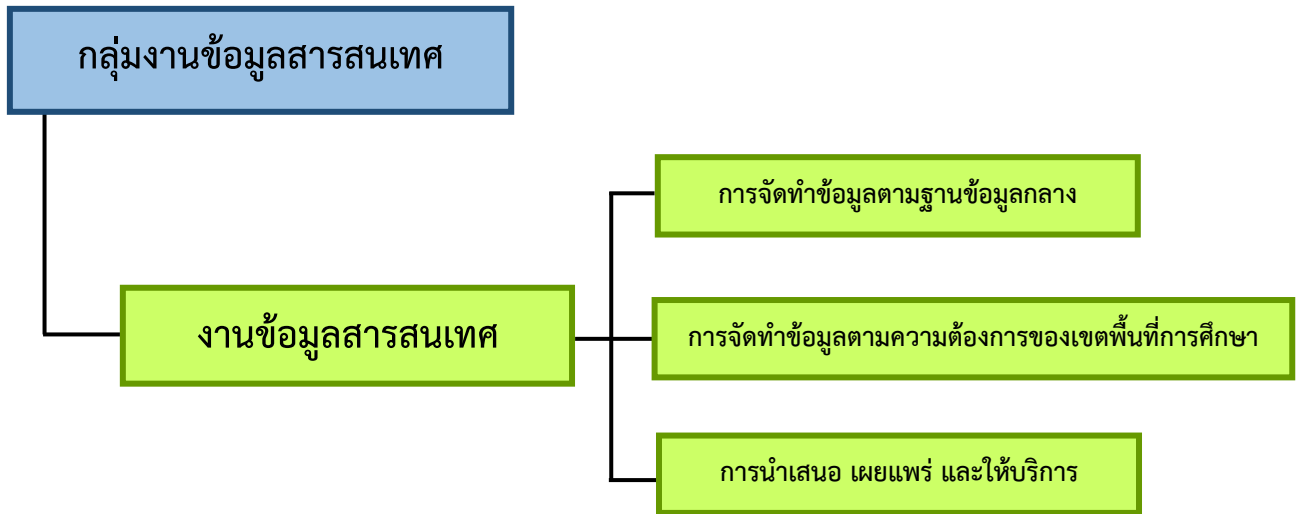 กลุ่มงานข้อมูลสารสนเทศ
การจัดทำข้อมูลตามฐานข้อมูลกลาง
งานข้อมูลสารสนเทศ
การจัดทำข้อมูลตามความต้องการของเขตพื้นที่การศึกษา
การนำเสนอ เผยแพร่ และให้บริการ